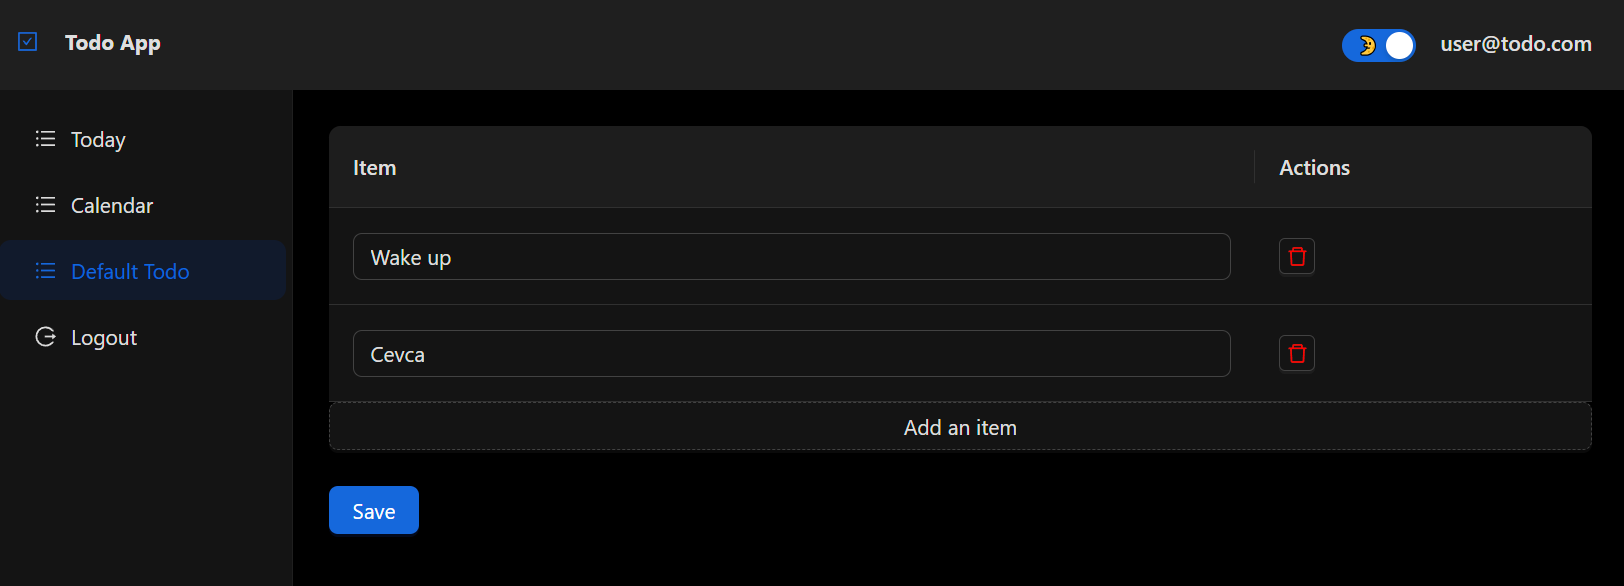 Todo App
user@todo.com
Today
Calendar
Default Todo
Logout
Item
Actions
Wake up
Cevca
Add an item
Save